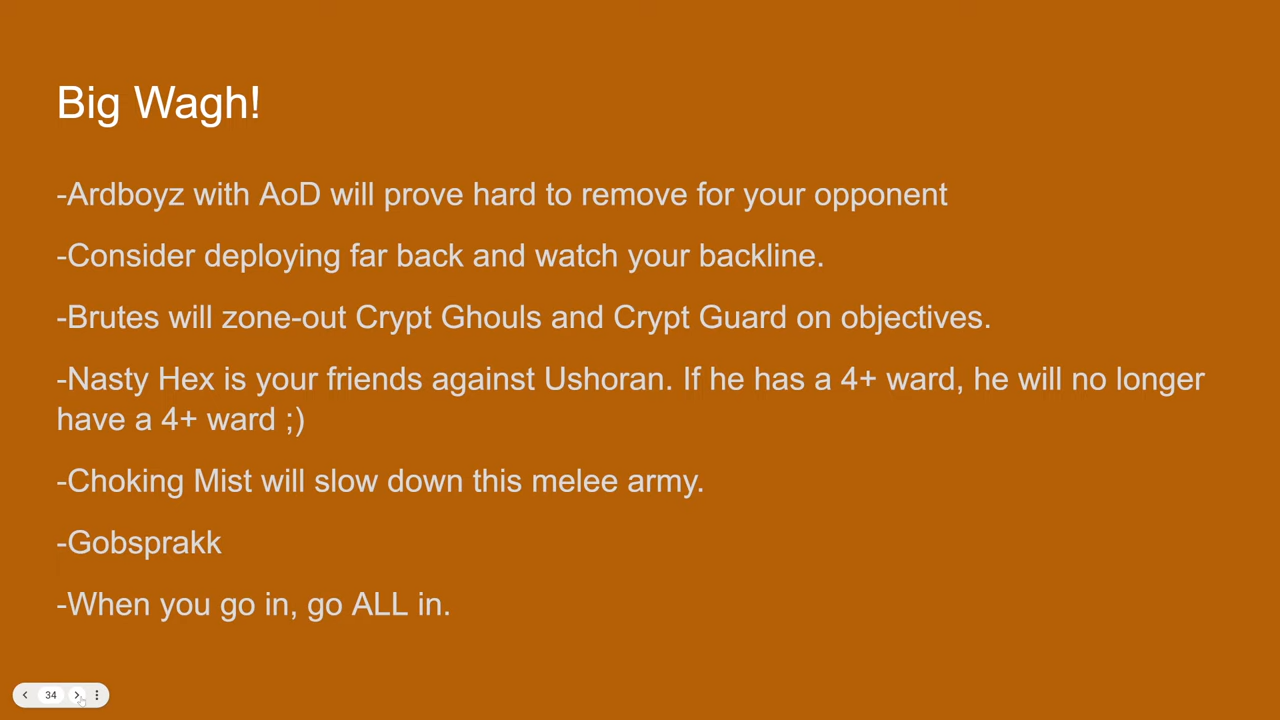 Big Wagh!
-Ardboyz with AoD will prove hard to remove for your opponent
-Consider deploying far back and watch your backline.
-Brutes will zone-out Crypt Ghouls and Crypt Guard on objectives.
-Nasty Hex is your friends against Ushoran. If he has a 4+ ward, he will no longer
have a 4+ ward ;)
-Choking Mist will slow down this melee army.
-Gobsprakk
-When you go in, go ALL in.
34